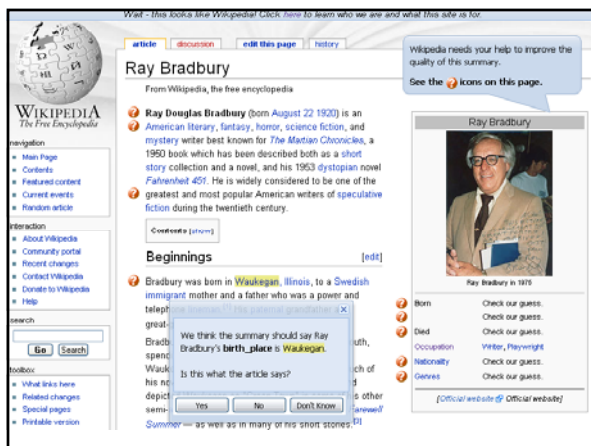 Wait - this looks like Wikipedia! Click here to learn who we are and what this site is for.
article
discussion
edit this page
history
Wikipedia needs your help to improve the
quality of this summary.
See the ? icons on this page.
WIKIPEDIA
The Free Encyclopedia
navigation
Main Page
Contents
Featured content
Current events
Random article
interaction
About Wikipedia
Community portal
Recent changes
Contact Wikipedia
Donate to Wikipedia
Help
search
Go
Search
toolbox
What links here
Related changes
Special pages
Printable version
Ray Bradbury
From Wikipedia, the free encyclopedia
Ray Douglas Bradbury (born August 22 1920) is an
American literary, fantasy, horror, science fiction, and
mystery writer best known for The Martian Chronicles, a
1950 book which has been described both as a short
story collection and a novel, and his 1953 dystopian novel
Fahrenheit 451. He is widely considered to be one of the
greatest and most popular American writers of speculative
fiction during the twentieth century.
Contents [show]
Beginnings
[edit]
Bradbury was born in Waukegan, Illinois, to a Swedish
immigrant mother and a father who was a power and
telephone lineman.[1] His paternal grandfather
great-
Bradb
outh,
spend
Wauk
ch of
his no
depict
semi-
other
Farewell
Summer — as well as in many of his short stories.[2]
We think the summary should say Ray
Bradbury's birth_place is Waukegan.
Is this what the article says?
Yes
No
Don't Know
Ray Bradbury
Ray Bradbury in 1975
Born Check our guess.
Check our guess.
Died Check our guess.
Occupation Writer, Playwright
Nationality Check our guess.
Genres Check our guess.
[Official website Official website]